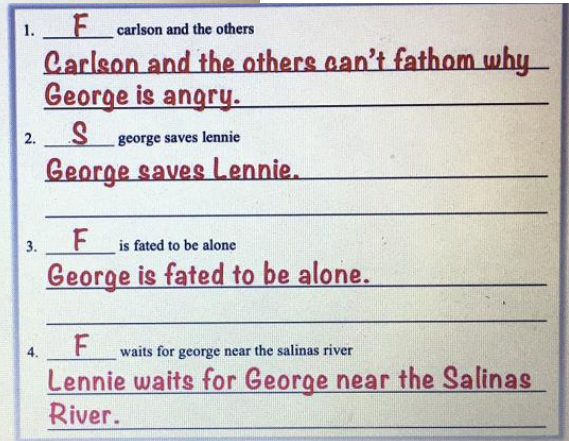 1. F carlson and the others
Carlson and the others can't fathom why
George is angry.
2. S george saves lennie
George saves Lennie.
3. F is fated to be alone
George is fated to be alone.
4. F waits for george near the salinas river
Lennie waits for George near the Salinas
River.